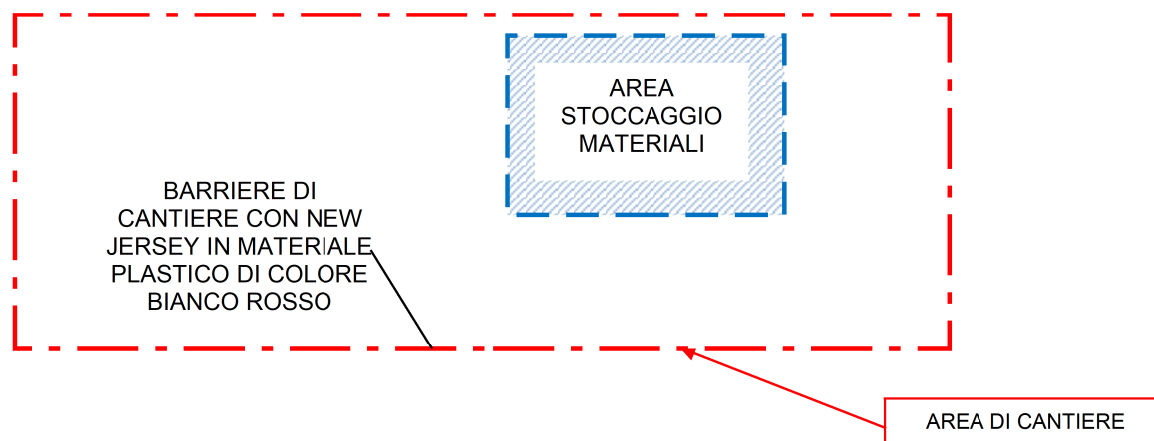 AREA
STOCCAGGIO
MATERIALI
BARRIERE DI
CANTIERE CON NEW
JERSEY IN MATERIALE
PLASTICO DI COLORE
BIANCO ROSSO
AREA DI CANTIERE